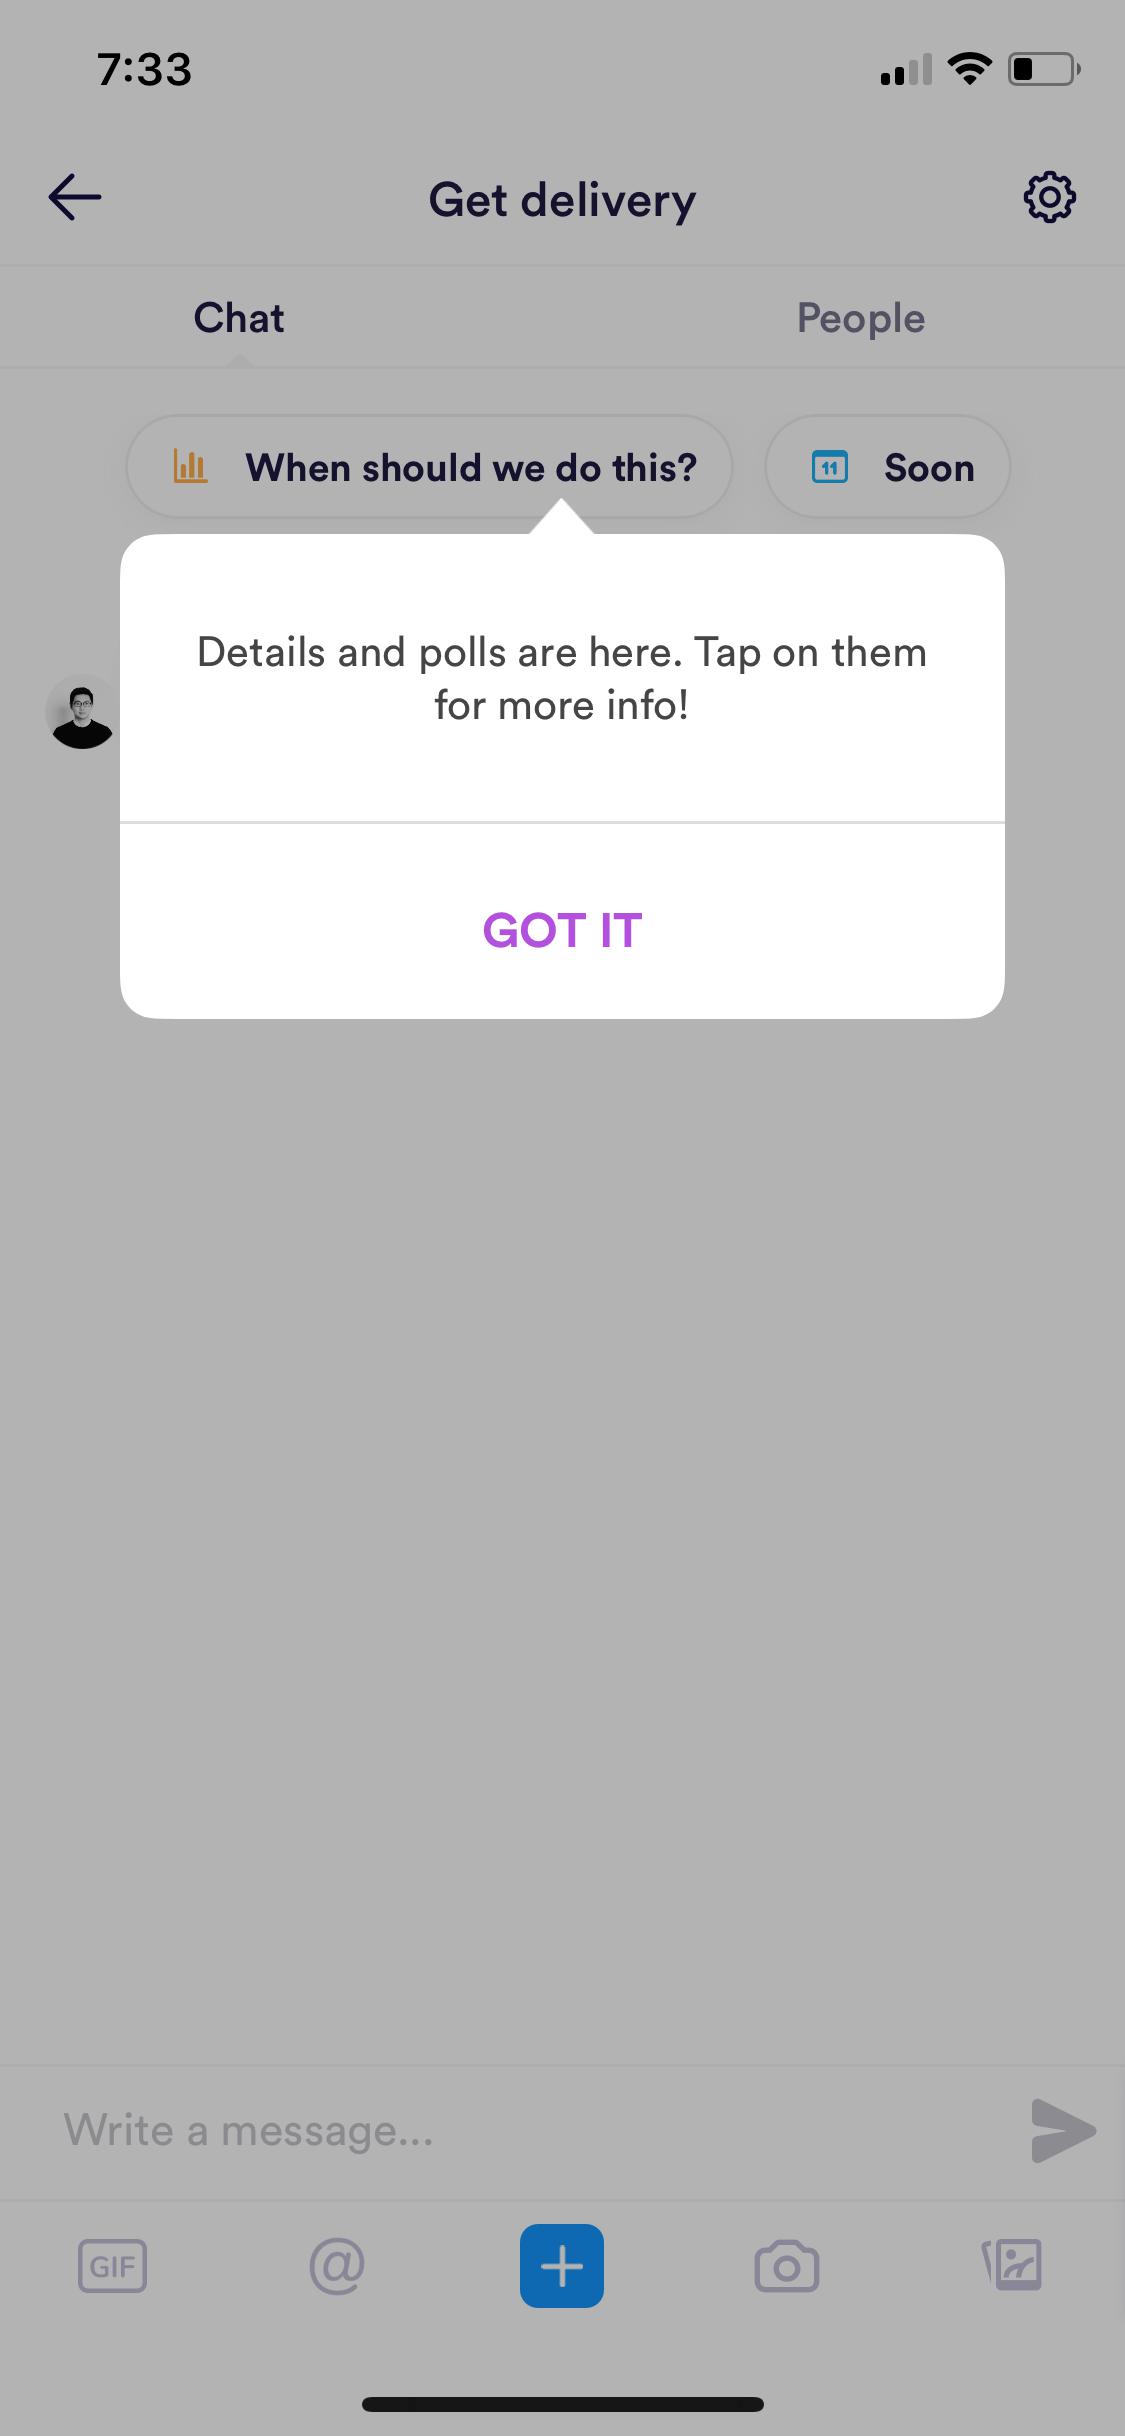 7:33
Get delivery
Chat
People
When should we do this?
11
Soon
Details and polls are here. Tap on them
for more info!
GOT IT
Write a message...
GIF
@